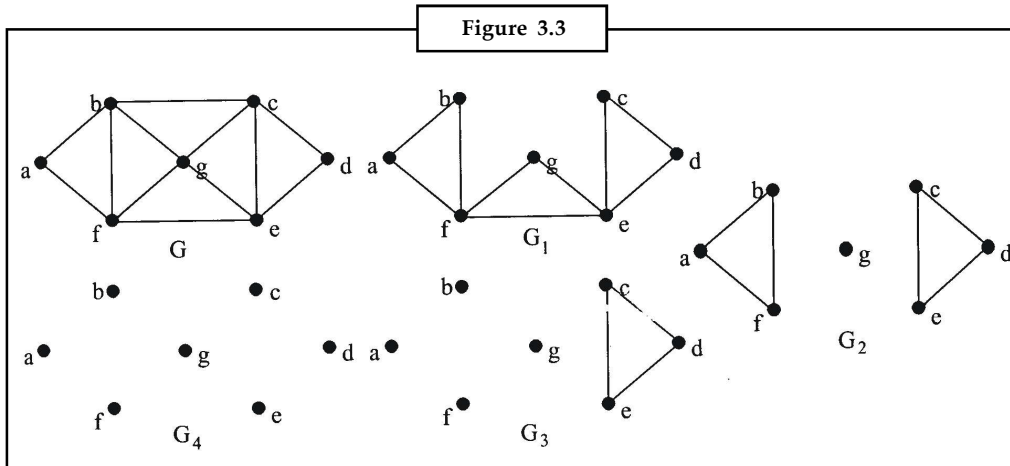 Figure 3.3
b c b c
a g d a g d
f e f e
G G₁
b c
a g d
f e
G₂
b c b c
a g d a g d
f e f e
G₄ G₃